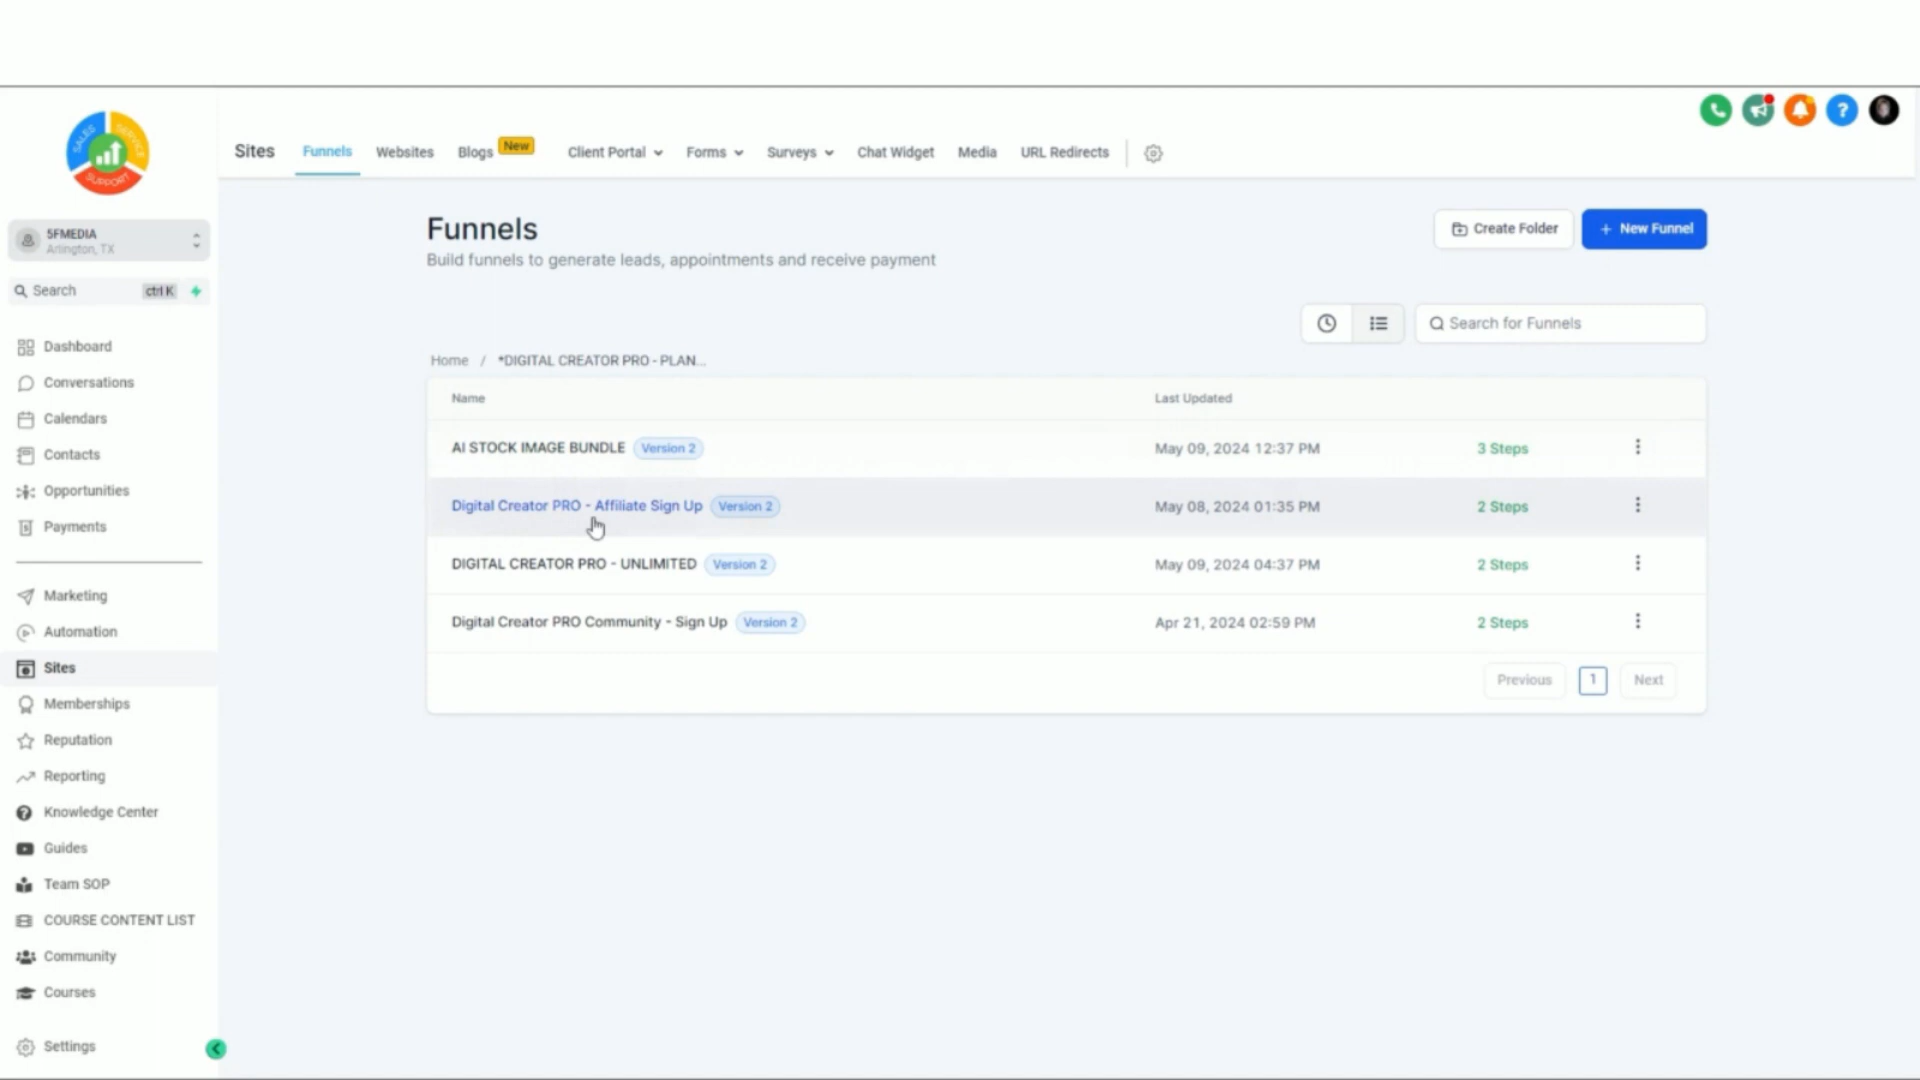 SALES
SERVICE
SUPPORT
Sites
Funnels
Websites
Blogs
New
Client Portal
Forms
Surveys
Chat Widget
Media
URL Redirects
?
5FMEDIA
Arlington, TX
Search
ctrl K
Dashboard
Conversations
Calendars
Contacts
Opportunities
Payments
Marketing
Automation
Sites
Memberships
Reputation
Reporting
Knowledge Center
Guides
Team SOP
COURSE CONTENT LIST
Community
Courses
Settings
Funnels
Build funnels to generate leads, appointments and receive payment
Create Folder
+ New Funnel
Search for Funnels
Home / *DIGITAL CREATOR PRO - PLAN...
Name Last Updated
AI STOCK IMAGE BUNDLE Version 2 May 09, 2024 12:37 PM 3 Steps
Digital Creator PRO - Affiliate Sign Up Version 2 May 08, 2024 01:35 PM 2 Steps
DIGITAL CREATOR PRO - UNLIMITED Version 2 May 09, 2024 04:37 PM 2 Steps
Digital Creator PRO Community - Sign Up Version 2 Apr 21, 2024 02:59 PM 2 Steps
Previous 1 Next